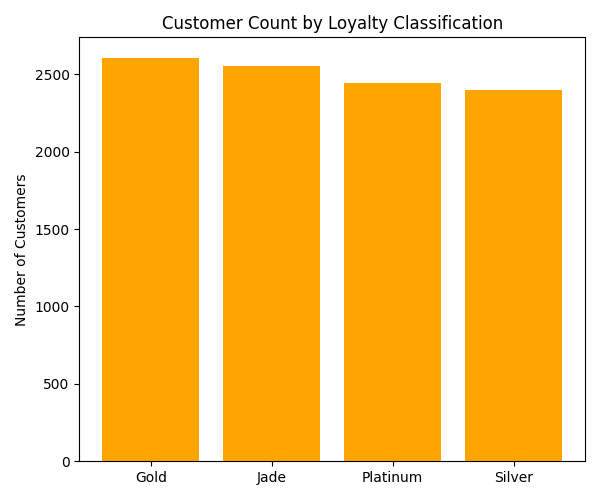 Customer Count by Loyalty Classification
Number of Customers
2500
2000
1500
1000
500
0
Gold Jade Platinum Silver